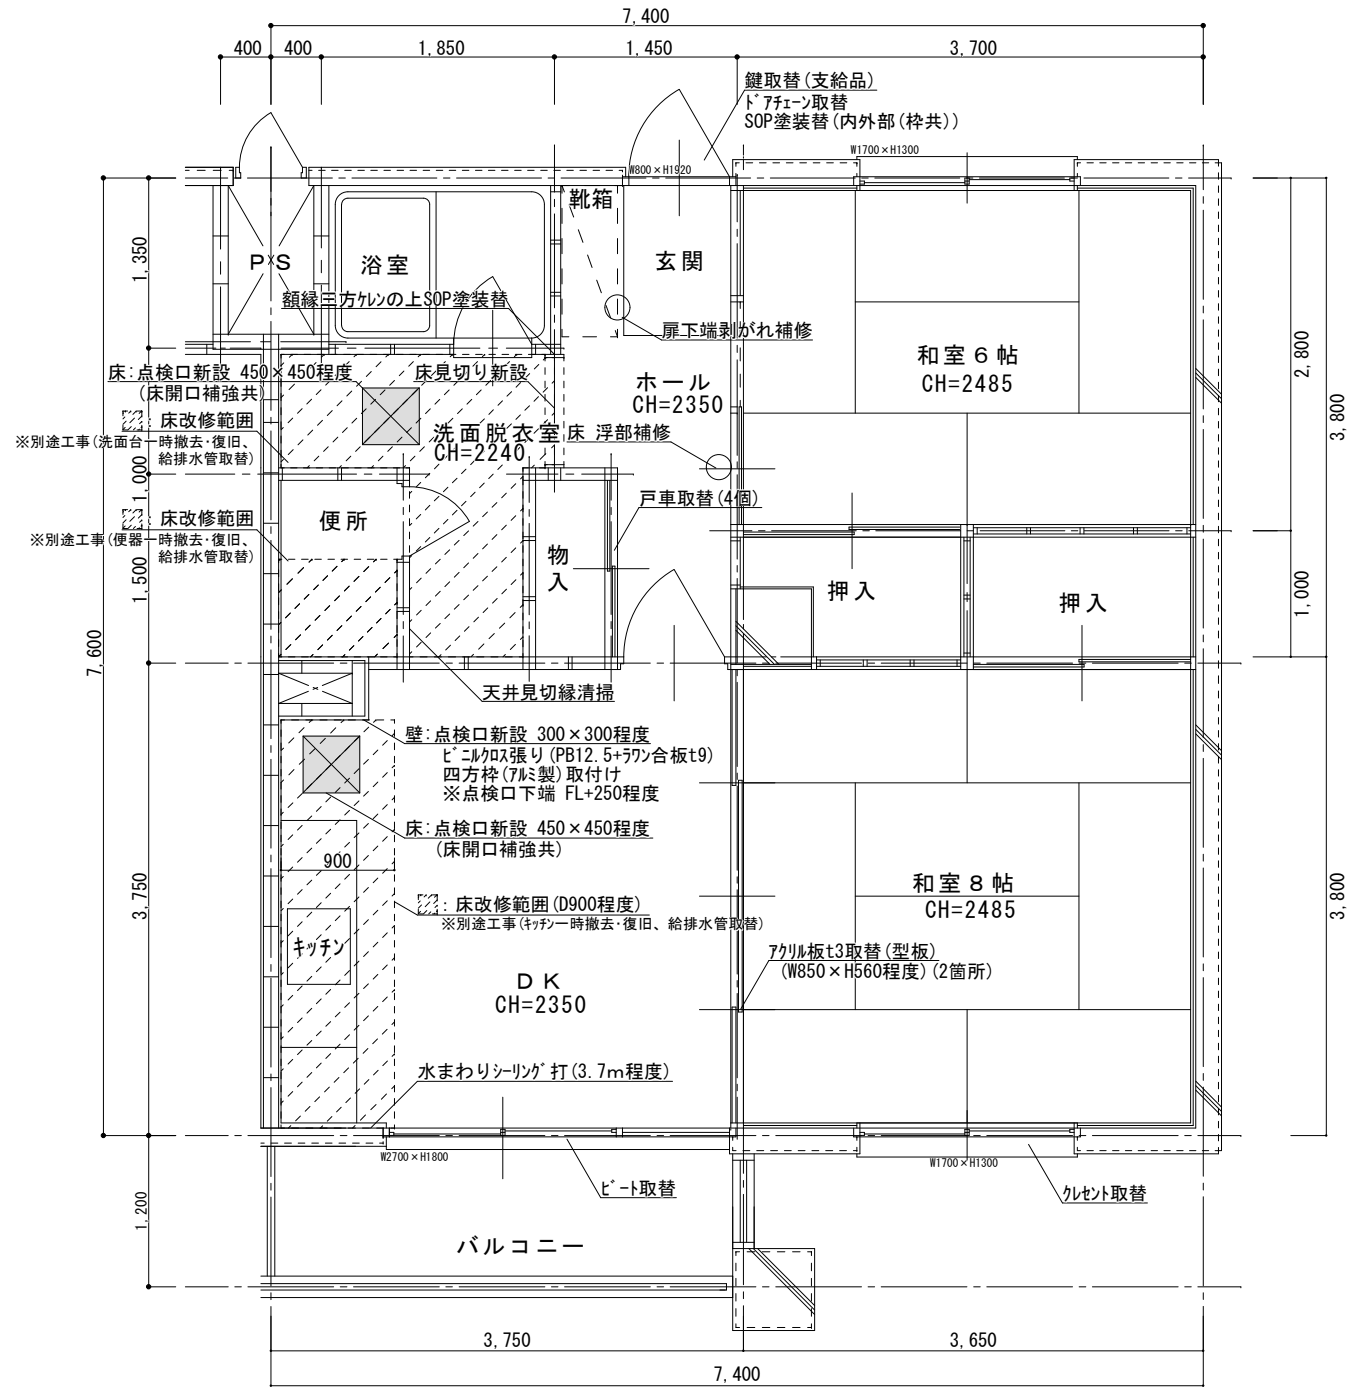 7,400
400
400
1,850
1,450
3,700
鍵取替(支給品)
ﾄﾞｱﾁｪｰﾝ取替
SOP塗装替(内外部(枠共))
W1700×H1300
W800×H1920
靴箱
PS
浴室
玄関
1,350
額縁三方ｹﾚﾝの上SOP塗装替
扉下端剥がれ補修
和室６帖
CH=2485
2,800
3,800
床:点検口新設 450×450程度
(床開口補強共)
床見切り新設
ホール
CH=2350
: 床改修範囲
※別途工事(洗面台一時撤去･復旧、
給排水管取替)
洗面脱衣室
CH=2240
床 浮部補修
1,000
戸車取替(4個)
便所
: 床改修範囲
※別途工事(便器一時撤去･復旧、
給排水管取替)
物入
1,500
押入
押入
1,000
7,600
天井見切縁清掃
壁:点検口新設 300×300程度
ﾋﾞﾆﾙｸﾛｽ張り(PB12.5+ﾗﾜﾝ合板t9)
四方枠(ｱﾙﾐ製)取付け
※点検口下端 FL+250程度
床:点検口新設 450×450程度
(床開口補強共)
900
3,750
: 床改修範囲(D900程度)
※別途工事(ｷｯﾁﾝ一時撤去･復旧、給排水管取替)
和室８帖
CH=2485
3,800
ｷｯﾁﾝ
ｱｸﾘﾙ板t3取替(型板)
(W850×H560程度)(2箇所)
ＤＫ
CH=2350
水まわりｼｰﾘﾝｸﾞ打(3.7ｍ程度)
W2700×H1800
W1700×H1300
ﾋﾞｰﾄ取替
ｸﾚｾﾝﾄ取替
1,200
バルコニー
3,750
3,650
7,400